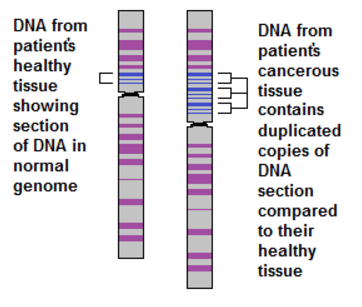 DNA from
patient's
healthy
tissue
showing
section
of DNA in
normal
genome
DNA from
patient's
cancerous
tissue
contains
duplicated
copies of
DNA
section
compared
to their
healthy
tissue